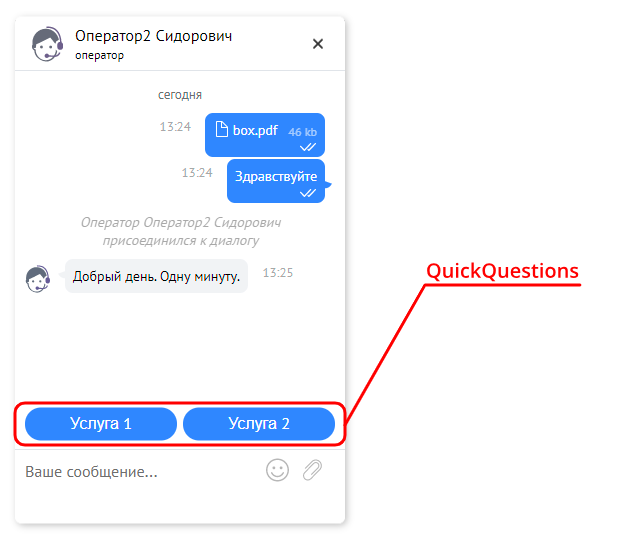 Оператор2 Сидорович
оператор
сегодня
13:24 box.pdf 46 kb
13:24 Здравствуйте
Оператор Оператор2 Сидорович
присоединился к диалогу
Добрый день. Одну минуту. 13:25
QuickQuestions
Услуга 1 Услуга 2
Ваше сообщение...